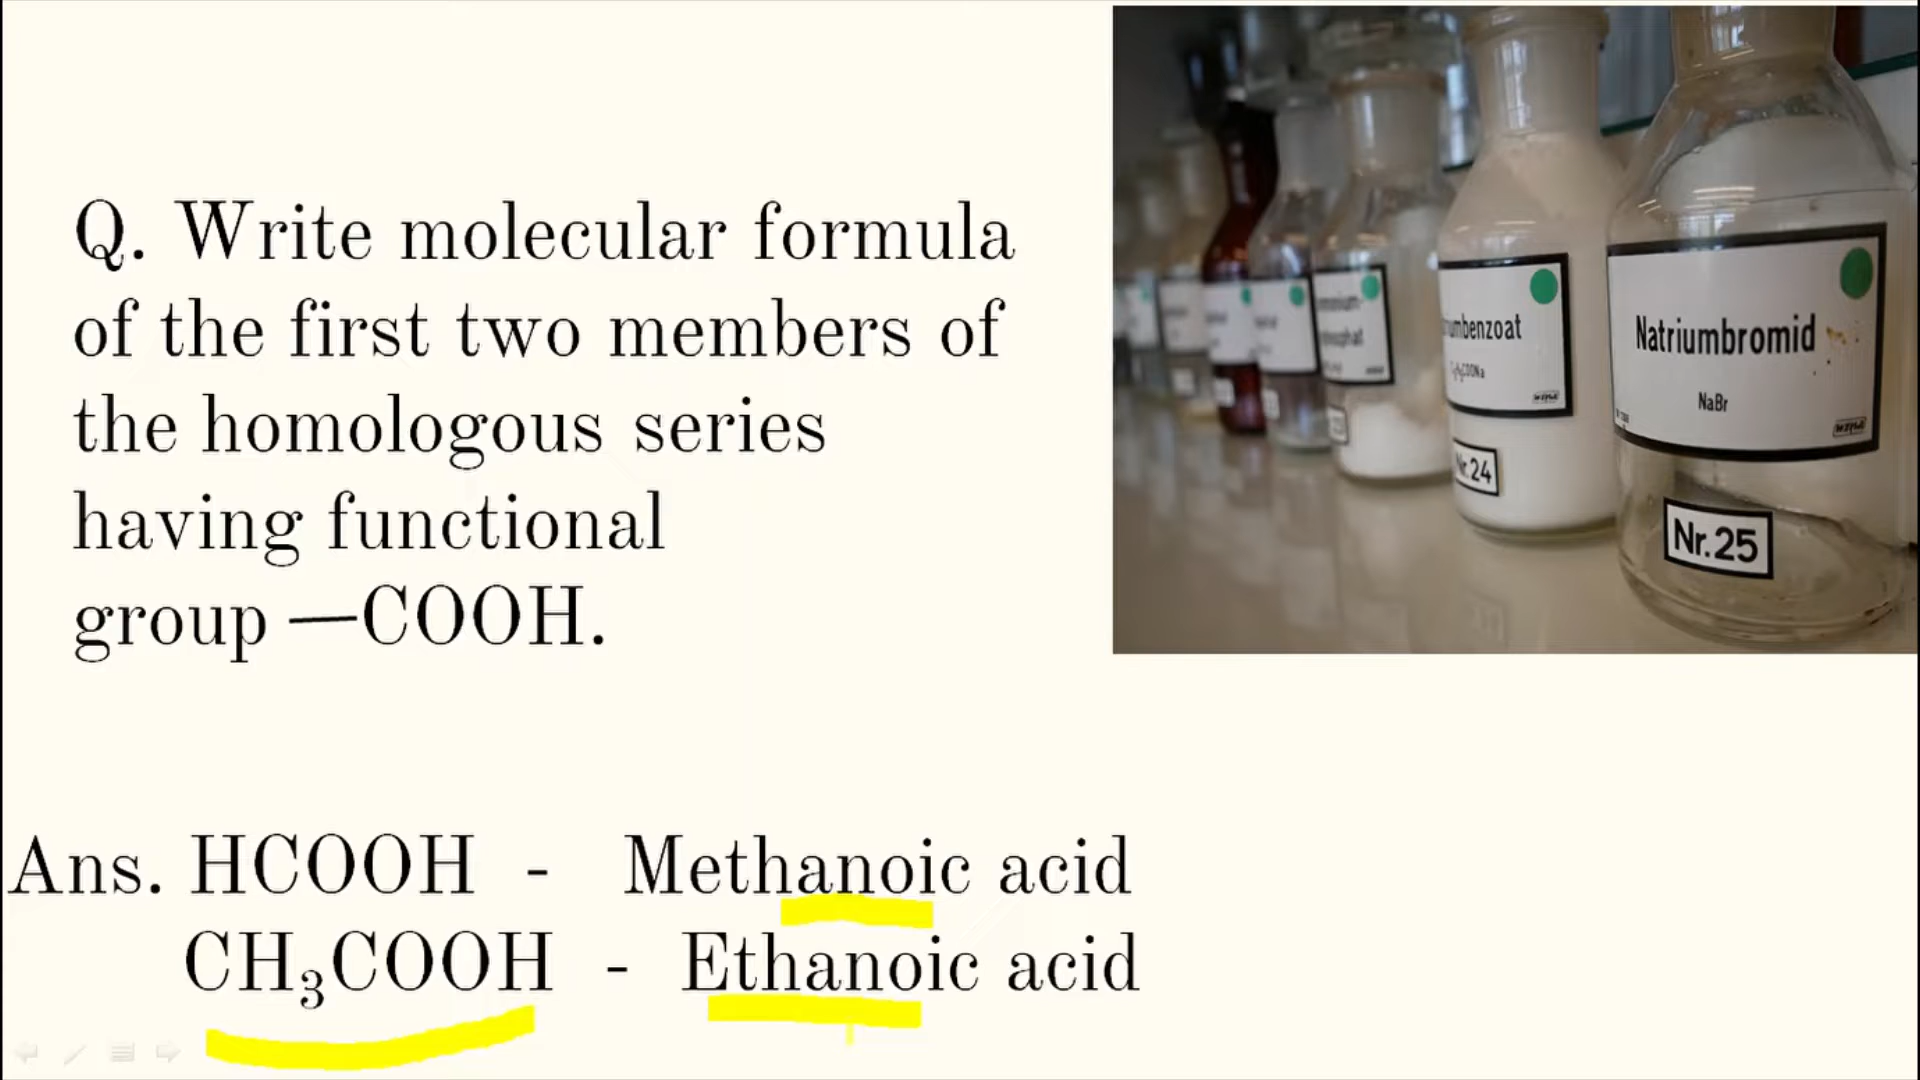 Q. Write molecular formula
of the first two members of
the homologous series
having functional
group —COOH.
Ans. HCOOH - Methanoic acid
CH₃COOH - Ethanoic acid
Natriumbromid
NaBr
Nr.25
Nr.24